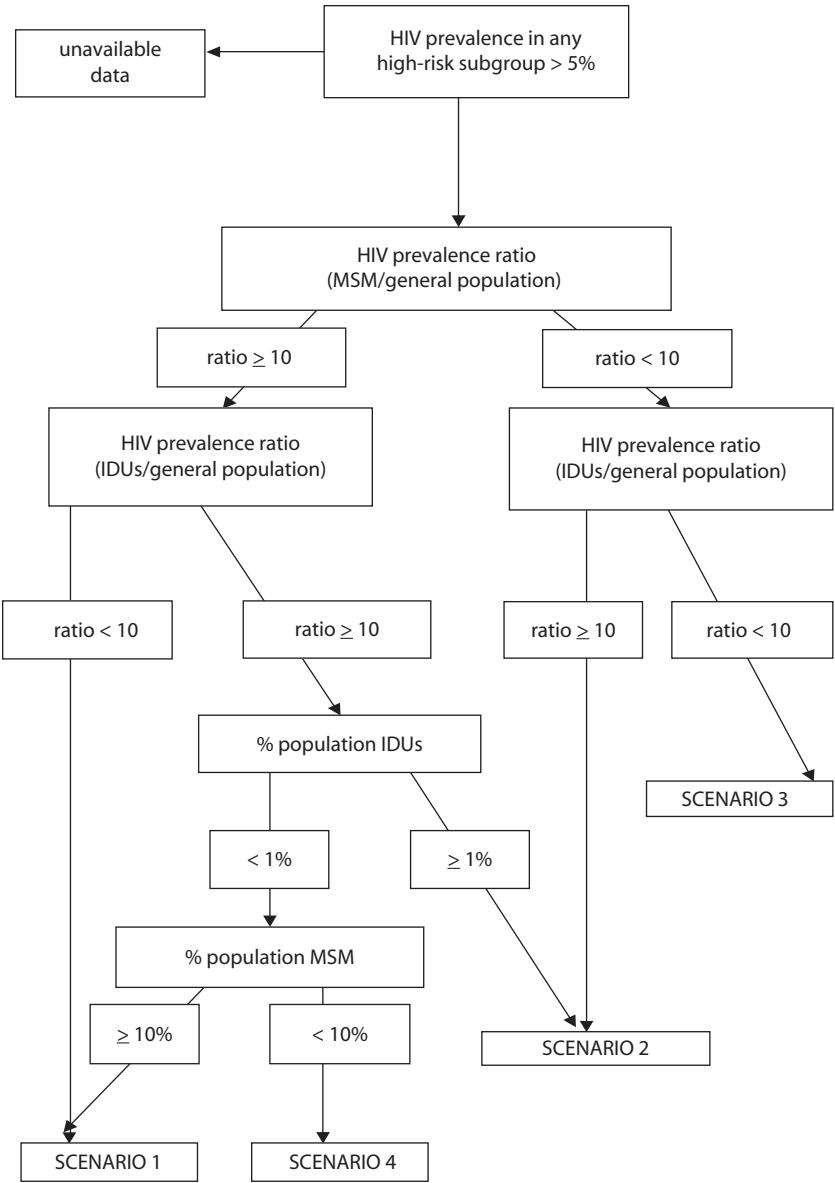 unavailable
data
HIV prevalence in any
high-risk subgroup > 5%
HIV prevalence ratio
(MSM/general population)
ratio ≥ 10
ratio < 10
HIV prevalence ratio
(IDUs/general population)
HIV prevalence ratio
(IDUs/general population)
ratio < 10
ratio ≥ 10
ratio ≥ 10
ratio < 10
% population IDUs
SCENARIO 3
< 1%
≥ 1%
% population MSM
≥ 10%
< 10%
SCENARIO 2
SCENARIO 1
SCENARIO 4